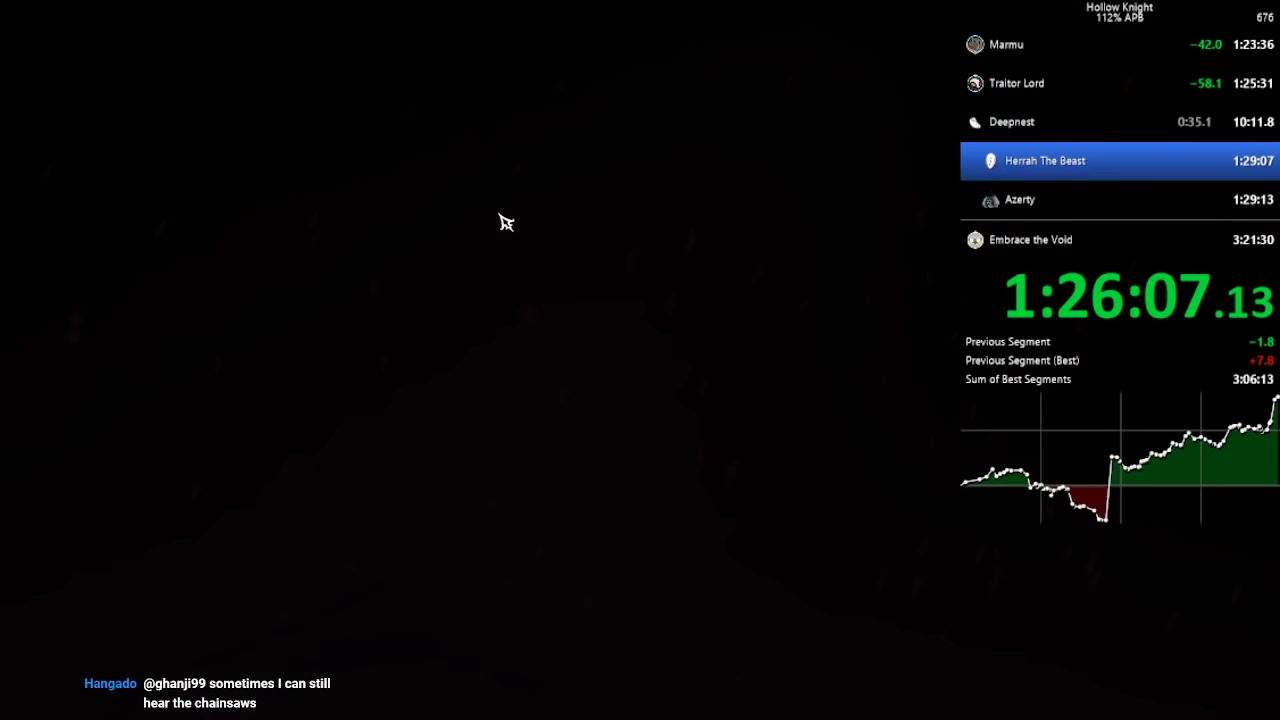 Hollow Knight
112% APB 676
Marmu −42.0 1:23:36
Traitor Lord −58.1 1:25:31
Deepnest 0:35.1 10:11.8
Herrah The Beast 1:29:07
Azerty 1:29:13
Embrace the Void 3:21:30
1:26:07.13
Previous Segment −1.8
Previous Segment (Best) +7.8
Sum of Best Segments 3:06:13
Hangado @ghanji99 sometimes I can still
hear the chainsaws